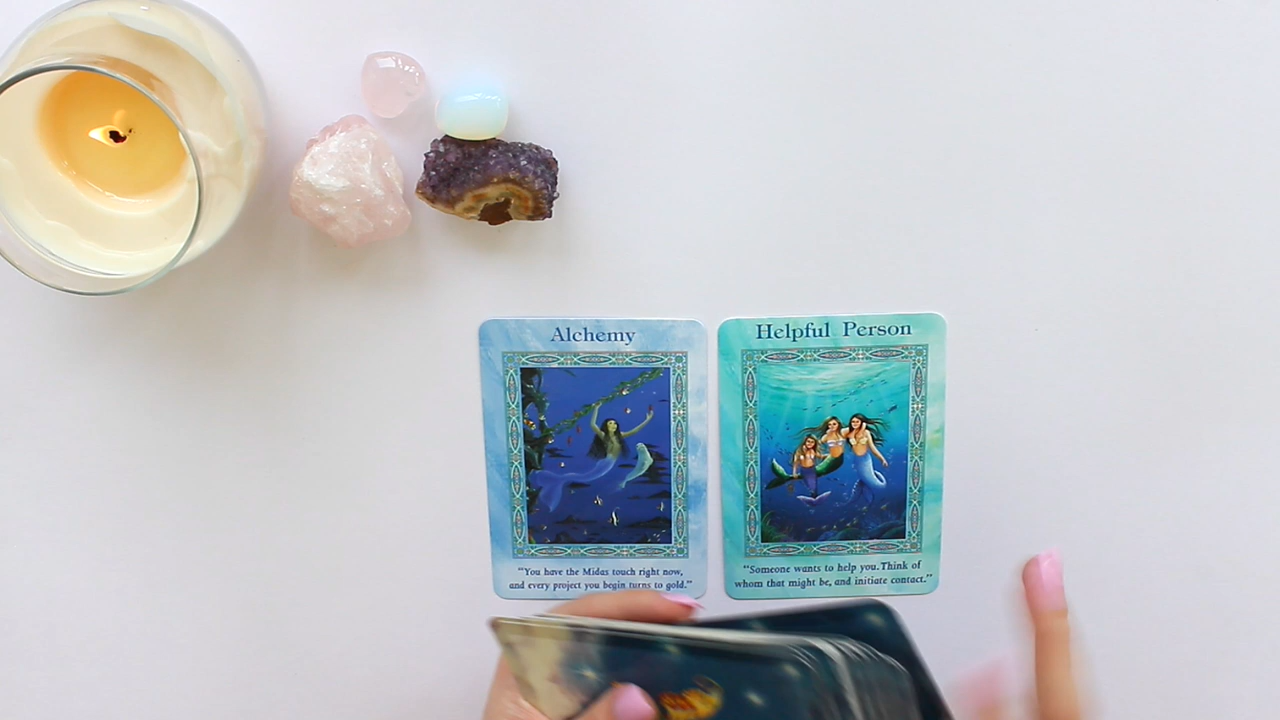 Alchemy
"You have the Midas touch right now,
and every project you begin turns to gold."
Helpful Person
"Someone wants to help you. Think of
whom that might be, and initiate contact."